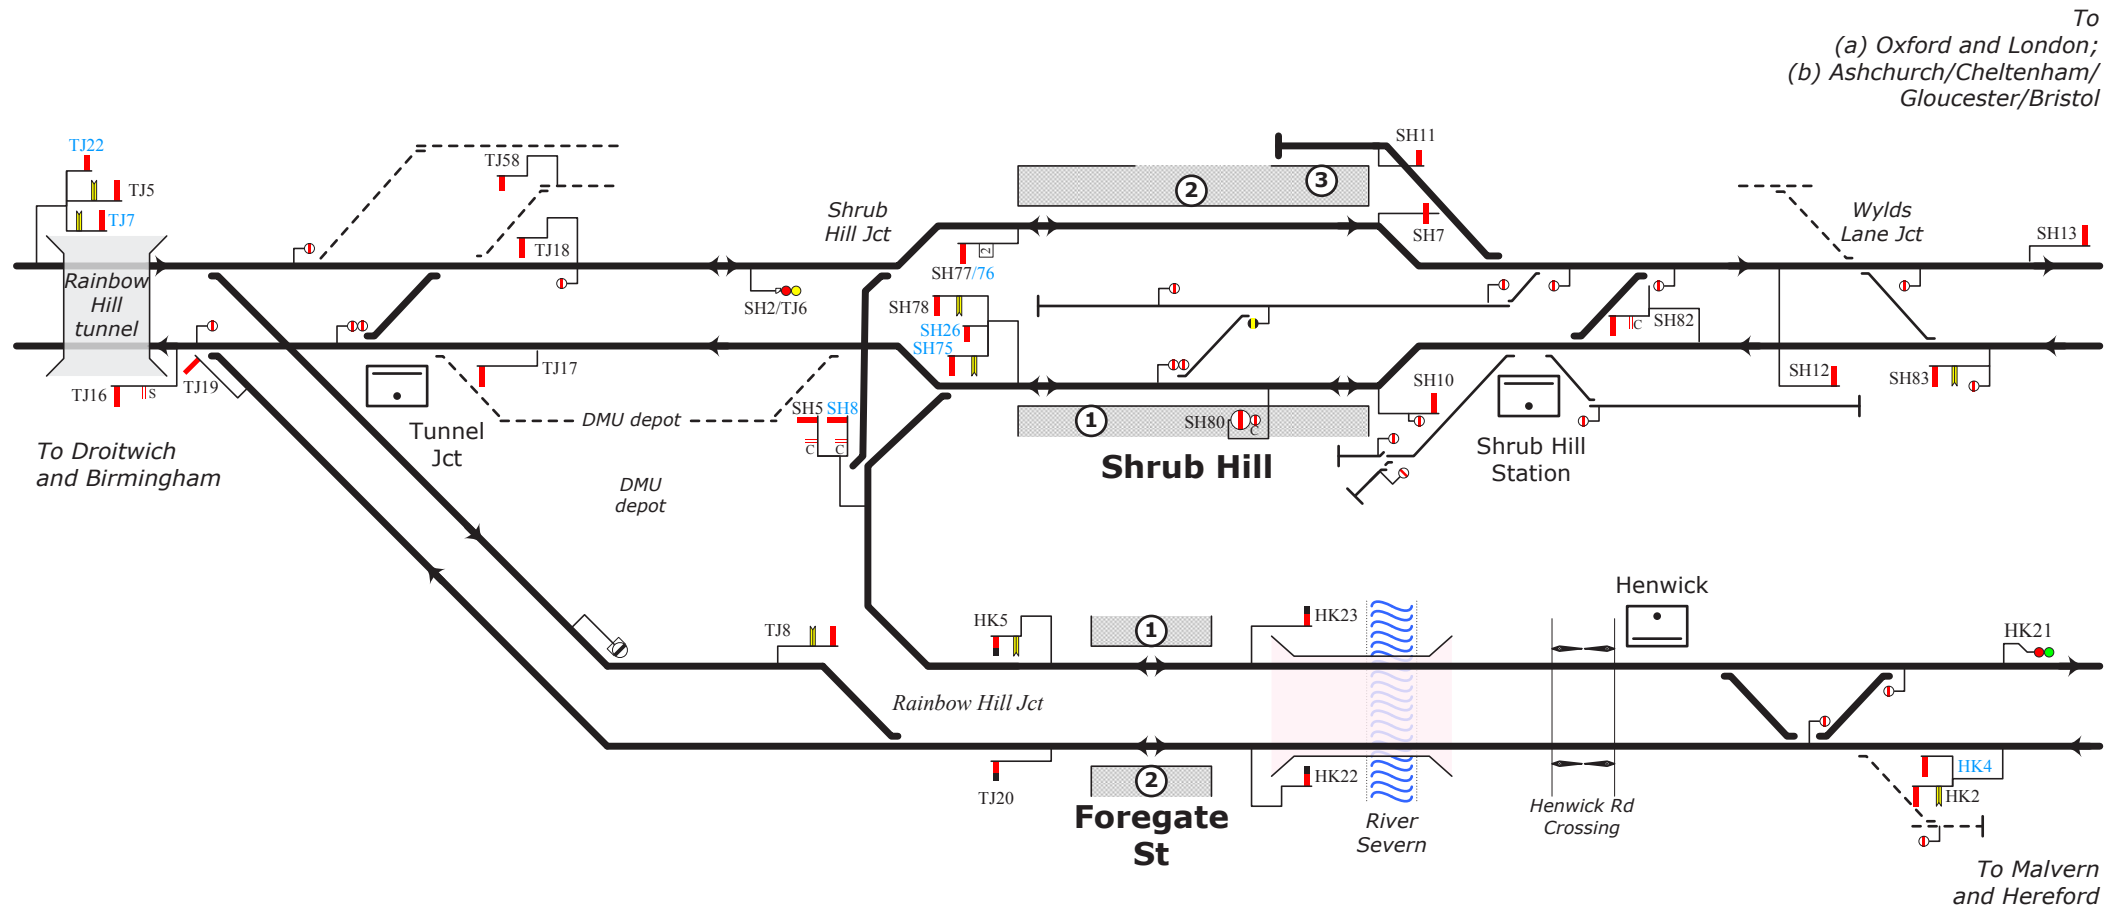 To
(a) Oxford and London;
(b) Ashchurch/Cheltenham/
Gloucester/Bristol
TJ22
TJ5
TJ7
TJ58
TJ18
Shrub
Hill Jct
SH11
2
3
SH7
Wylds
Lane Jct
SH13
Rainbow
Hill
tunnel
2
SH77/76
SH2/TJ6
SH78
SH26
SH75
C
SH82
TJ16
S
TJ19
TJ17
SH12
SH83
SH10
Tunnel
Jct
DMU depot
SH5
SH8
C
C
1
SH80
C
Shrub Hill
Shrub Hill
Station
To Droitwich
and Birmingham
DMU
depot
Henwick
TJ8
HK5
1
HK23
HK21
Rainbow Hill Jct
TJ20
2
HK22
HK4
HK2
Foregate
St
River
Severn
Henwick Rd
Crossing
To Malvern
and Hereford